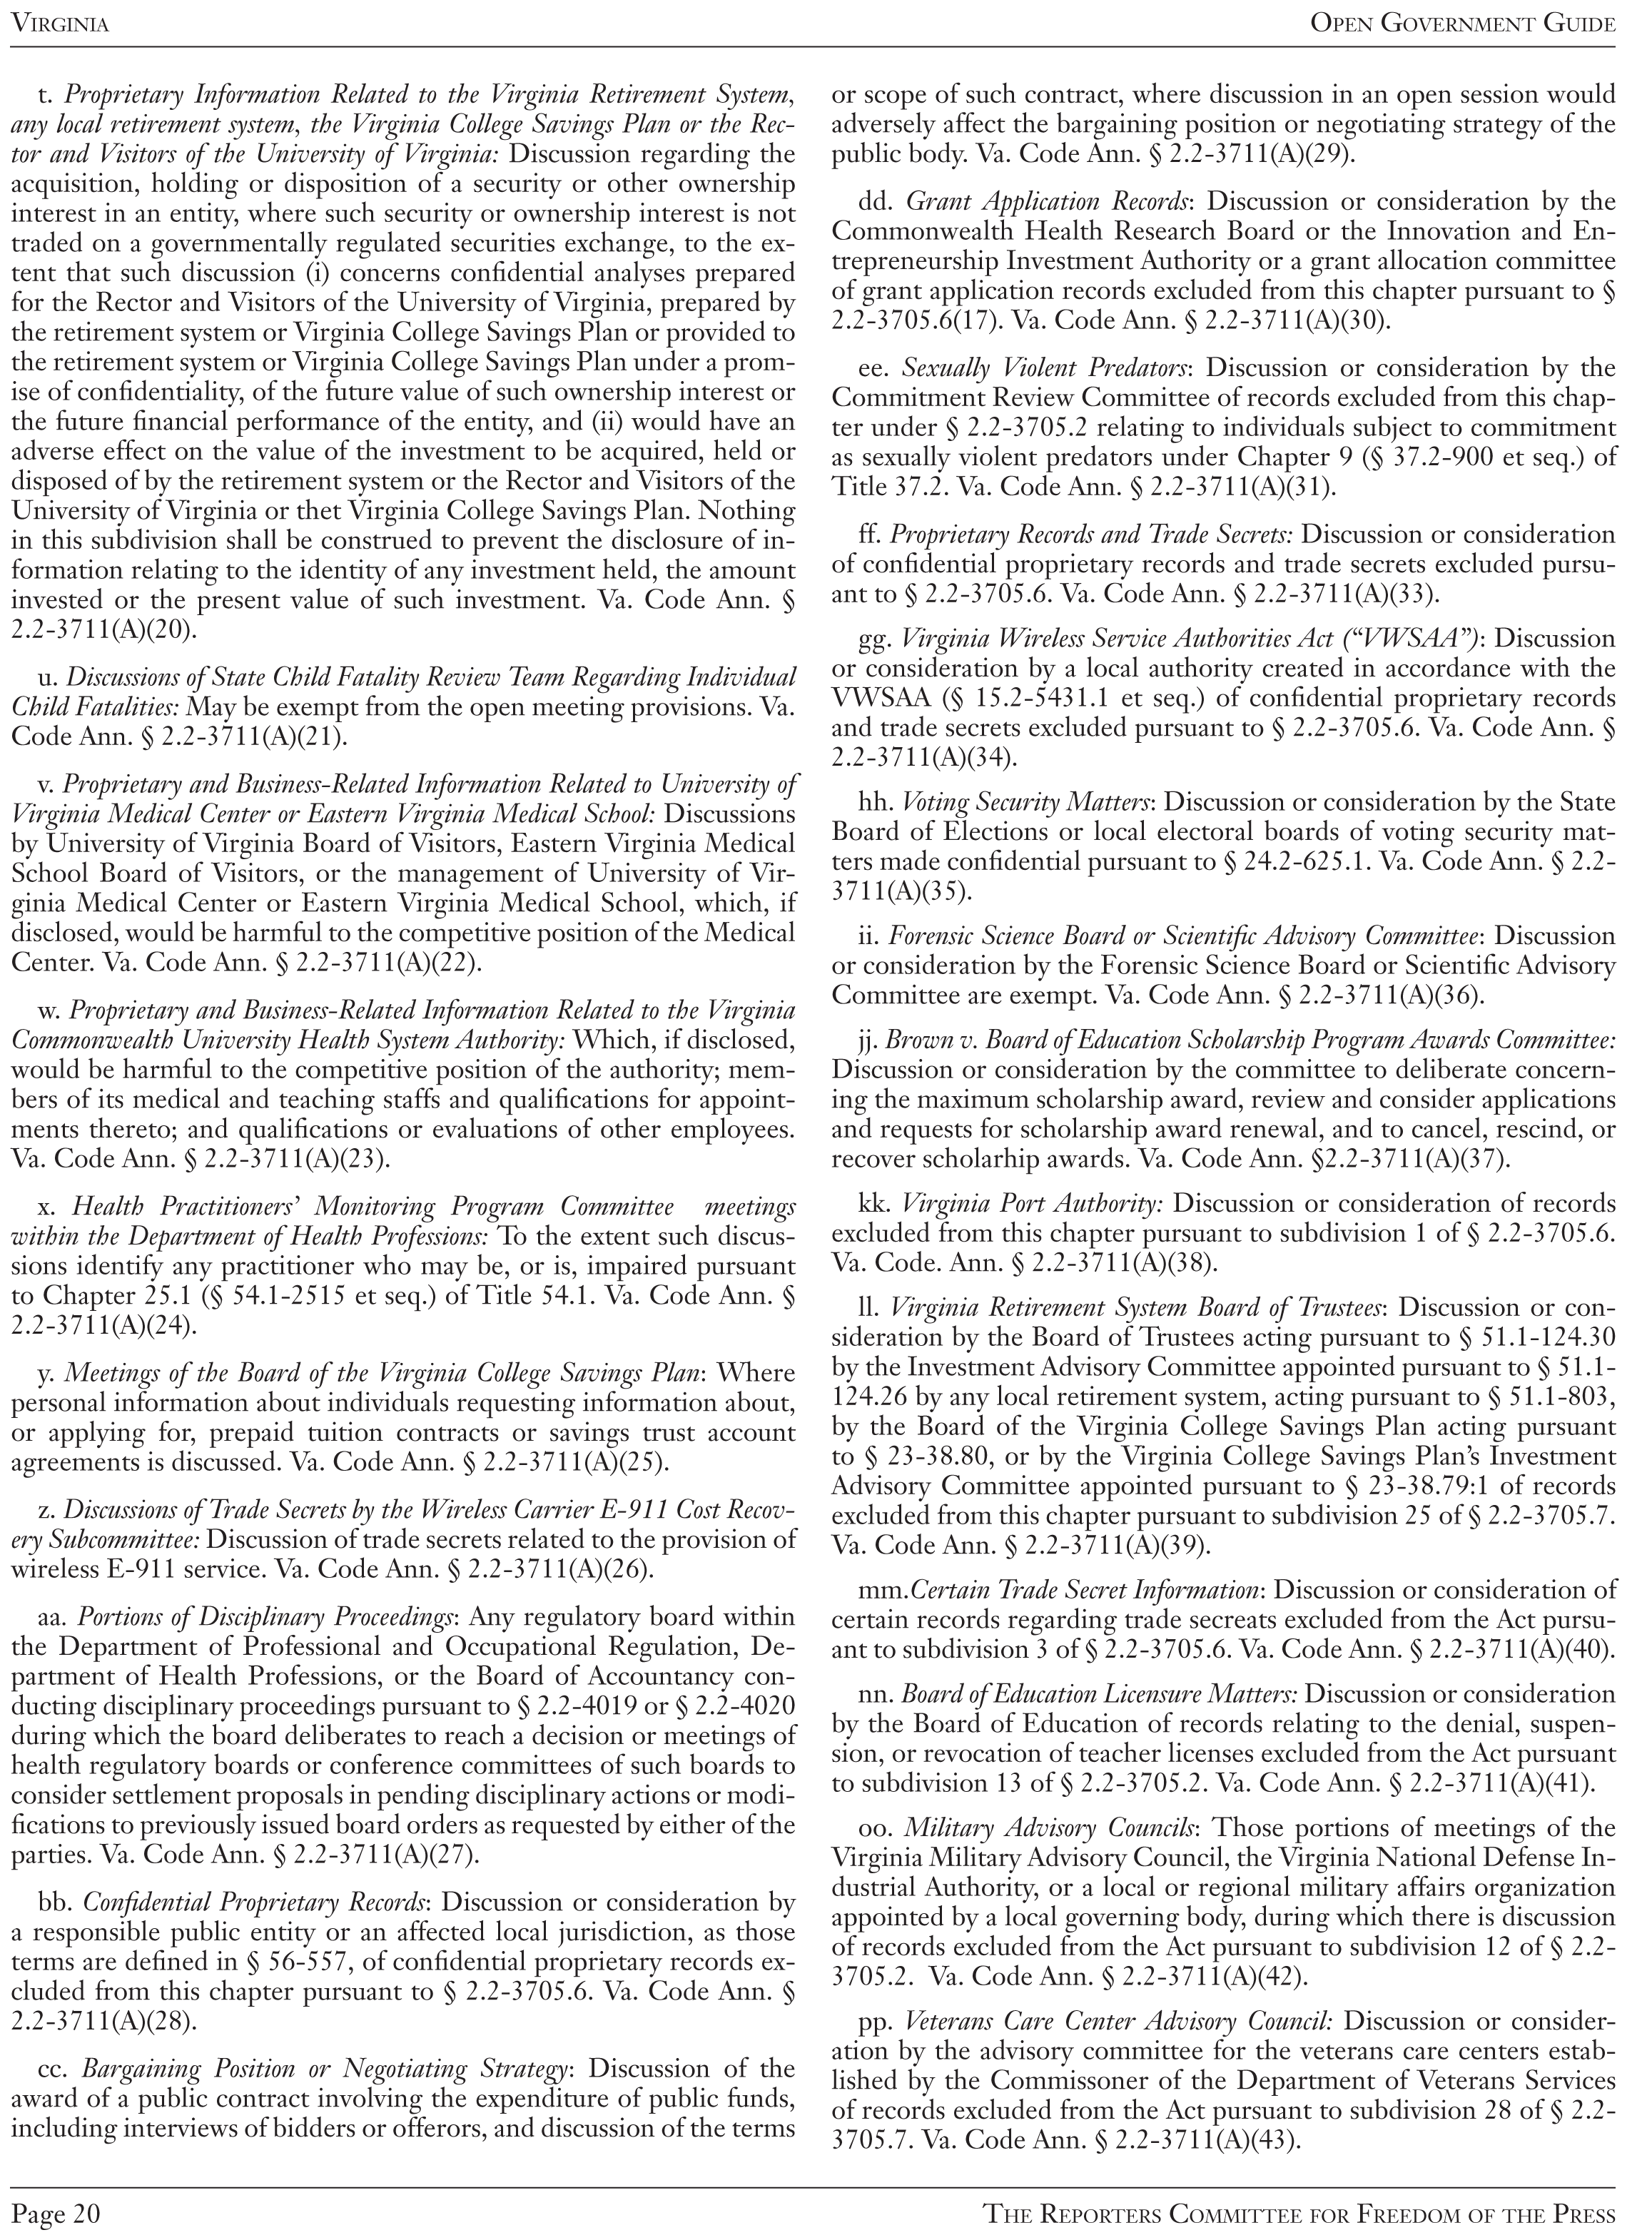 VIRGINIA
OPEN GOVERNMENT GUIDE
t. Proprietary Information Related to the Virginia Retirement System,
any local retirement system, the Virginia College Savings Plan or the Rec-
tor and Visitors of the University of Virginia: Discussion regarding the
acquisition, holding or disposition of a security or other ownership
interest in an entity, where such security or ownership interest is not
traded on a governmentally regulated securities exchange, to the ex-
tent that such discussion (i) concerns confidential analyses prepared
for the Rector and Visitors of the University of Virginia, prepared by
the retirement system or Virginia College Savings Plan or provided to
the retirement system or Virginia College Savings Plan under a prom-
ise of confidentiality, of the future value of such ownership interest or
the future financial performance of the entity, and (ii) would have an
adverse effect on the value of the investment to be acquired, held or
disposed of by the retirement system or the Rector and Visitors of the
University of Virginia or thet Virginia College Savings Plan. Nothing
in this subdivision shall be construed to prevent the disclosure of in-
formation relating to the identity of any investment held, the amount
invested or the present value of such investment. Va. Code Ann. §
2.2-3711(A)(20).
u. Discussions of State Child Fatality Review Team Regarding Individual
Child Fatalities: May be exempt from the open meeting provisions. Va.
Code Ann. § 2.2-3711(A)(21).
v. Proprietary and Business-Related Information Related to University of
Virginia Medical Center or Eastern Virginia Medical School: Discussions
by University of Virginia Board of Visitors, Eastern Virginia Medical
School Board of Visitors, or the management of University of Vir-
ginia Medical Center or Eastern Virginia Medical School, which, if
disclosed, would be harmful to the competitive position of the Medical
Center. Va. Code Ann. § 2.2-3711(A)(22).
w. Proprietary and Business-Related Information Related to the Virginia
Commonwealth University Health System Authority: Which, if disclosed,
would be harmful to the competitive position of the authority; mem-
bers of its medical and teaching staffs and qualifications for appoint-
ments thereto; and qualifications or evaluations of other employees.
Va. Code Ann. § 2.2-3711(A)(23).
x. Health Practitioners' Monitoring Program Committee meetings
within the Department of Health Professions: To the extent such discus-
sions identify any practitioner who may be, or is, impaired pursuant
to Chapter 25.1 (§ 54.1-2515 et seq.) of Title 54.1. Va. Code Ann. §
2.2-3711(A)(24).
y. Meetings of the Board of the Virginia College Savings Plan: Where
personal information about individuals requesting information about,
or applying for, prepaid tuition contracts or savings trust account
agreements is discussed. Va. Code Ann. § 2.2-3711(A)(25).
z. Discussions of Trade Secrets by the Wireless Carrier E-911 Cost Recov-
ery Subcommittee: Discussion of trade secrets related to the provision of
wireless E-911 service. Va. Code Ann. § 2.2-3711(A)(26).
aa. Portions of Disciplinary Proceedings: Any regulatory board within
the Department of Professional and Occupational Regulation, De-
partment of Health Professions, or the Board of Accountancy con-
ducting disciplinary proceedings pursuant to § 2.2-4019 or § 2.2-4020
during which the board deliberates to reach a decision or meetings of
health regulatory boards or conference committees of such boards to
consider settlement proposals in pending disciplinary actions or modi-
fications to previously issued board orders as requested by either of the
parties. Va. Code Ann. § 2.2-3711(A)(27).
bb. Confidential Proprietary Records: Discussion or consideration by
a responsible public entity or an affected local jurisdiction, as those
terms are defined in § 56-557, of confidential proprietary records ex-
cluded from this chapter pursuant to § 2.2-3705.6. Va. Code Ann. §
2.2-3711(A)(28).
cc. Bargaining Position or Negotiating Strategy: Discussion of the
award of a public contract involving the expenditure of public funds,
including interviews of bidders or offerors, and discussion of the terms
or scope of such contract, where discussion in an open session would
adversely affect the bargaining position or negotiating strategy of the
public body. Va. Code Ann. § 2.2-3711(A)(29).
dd. Grant Application Records: Discussion or consideration by the
Commonwealth Health Research Board or the Innovation and En-
trepreneurship Investment Authority or a grant allocation committee
of grant application records excluded from this chapter pursuant to §
2.2-3705.6(17). Va. Code Ann. § 2.2-3711(A)(30).
ee. Sexually Violent Predators: Discussion or consideration by the
Commitment Review Committee of records excluded from this chap-
ter under § 2.2-3705.2 relating to individuals subject to commitment
as sexually violent predators under Chapter 9 (§ 37.2-900 et seq.) of
Title 37.2. Va. Code Ann. § 2.2-3711(A)(31).
ff. Proprietary Records and Trade Secrets: Discussion or consideration
of confidential proprietary records and trade secrets excluded pursu-
ant to § 2.2-3705.6. Va. Code Ann. § 2.2-3711(A)(33).
gg. Virginia Wireless Service Authorities Act (“VWSAA”): Discussion
or consideration by a local authority created in accordance with the
VWSAA (§ 15.2-5431.1 et seq.) of confidential proprietary records
and trade secrets excluded pursuant to § 2.2-3705.6. Va. Code Ann. §
2.2-3711(A)(34).
hh. Voting Security Matters: Discussion or consideration by the State
Board of Elections or local electoral boards of voting security mat-
ters made confidential pursuant to § 24.2-625.1. Va. Code Ann. § 2.2-
3711(A)(35).
ii. Forensic Science Board or Scientific Advisory Committee: Discussion
or consideration by the Forensic Science Board or Scientific Advisory
Committee are exempt. Va. Code Ann. § 2.2-3711(A)(36).
jj. Brown v. Board of Education Scholarship Program Awards Committee:
Discussion or consideration by the committee to deliberate concern-
ing the maximum scholarship award, review and consider applications
and requests for scholarship award renewal, and to cancel, rescind, or
recover scholarhip awards. Va. Code Ann. §2.2-3711(A)(37).
kk. Virginia Port Authority: Discussion or consideration of records
excluded from this chapter pursuant to subdivision 1 of § 2.2-3705.6.
Va. Code. Ann. § 2.2-3711(A)(38).
ll. Virginia Retirement System Board of Trustees: Discussion or con-
sideration by the Board of Trustees acting pursuant to § 51.1-124.30
by the Investment Advisory Committee appointed pursuant to § 51.1-
124.26 by any local retirement system, acting pursuant to § 51.1-803,
by the Board of the Virginia College Savings Plan acting pursuant
to § 23-38.80, or by the Virginia College Savings Plan’s Investment
Advisory Committee appointed pursuant to § 23-38.79:1 of records
excluded from this chapter pursuant to subdivision 25 of § 2.2-3705.7.
Va. Code Ann. § 2.2-3711(A)(39).
mm.Certain Trade Secret Information: Discussion or consideration of
certain records regarding trade secreats excluded from the Act pursu-
ant to subdivision 3 of § 2.2-3705.6. Va. Code Ann. § 2.2-3711(A)(40).
nn. Board of Education Licensure Matters: Discussion or consideration
by the Board of Education of records relating to the denial, suspen-
sion, or revocation of teacher licenses excluded from the Act pursuant
to subdivision 13 of § 2.2-3705.2. Va. Code Ann. § 2.2-3711(A)(41).
oo. Military Advisory Councils: Those portions of meetings of the
Virginia Military Advisory Council, the Virginia National Defense In-
dustrial Authority, or a local or regional military affairs organization
appointed by a local governing body, during which there is discussion
of records excluded from the Act pursuant to subdivision 12 of § 2.2-
3705.2. Va. Code Ann. § 2.2-3711(A)(42).
pp. Veterans Care Center Advisory Council: Discussion or consider-
ation by the advisory committee for the veterans care centers estab-
lished by the Commissoner of the Department of Veterans Services
of records excluded from the Act pursuant to subdivision 28 of § 2.2-
3705.7. Va. Code Ann. § 2.2-3711(A)(43).
Page 20
THE REPORTERS COMMITTEE FOR FREEDOM OF THE PRESS